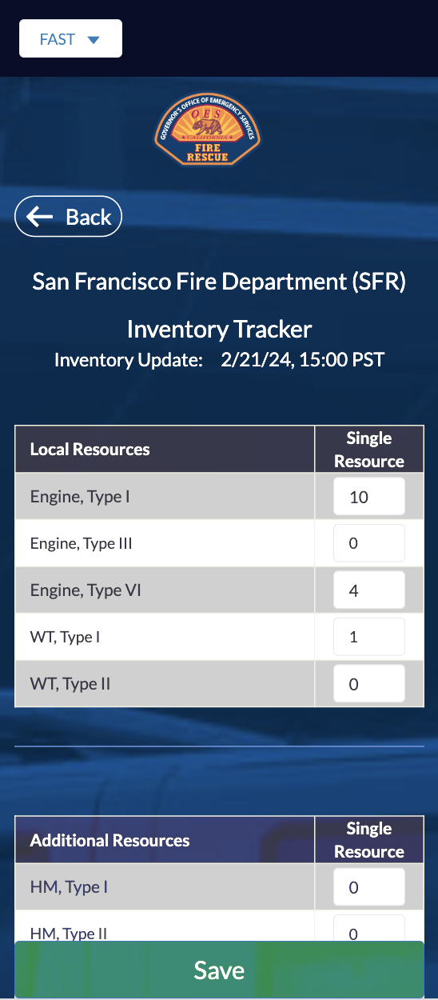 FAST
GOVERNOR'S OFFICE OF EMERGENCY SERVICES
OES
CALIFORNIA
FIRE
RESCUE
Back
San Francisco Fire Department (SFR)
Inventory Tracker
Inventory Update: 2/21/24, 15:00 PST
Local Resources Single Resource
Engine, Type I 10
Engine, Type III 0
Engine, Type VI 4
WT, Type I 1
WT, Type II 0
Additional Resources Single Resource
HM, Type I 0
HM, Type II 0
Save